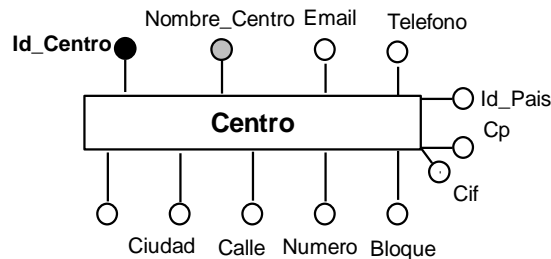 Nombre_Centro Email Telefono
Id_Centro
Id_Pais
Centro
Cp
Cif
Ciudad Calle Numero Bloque